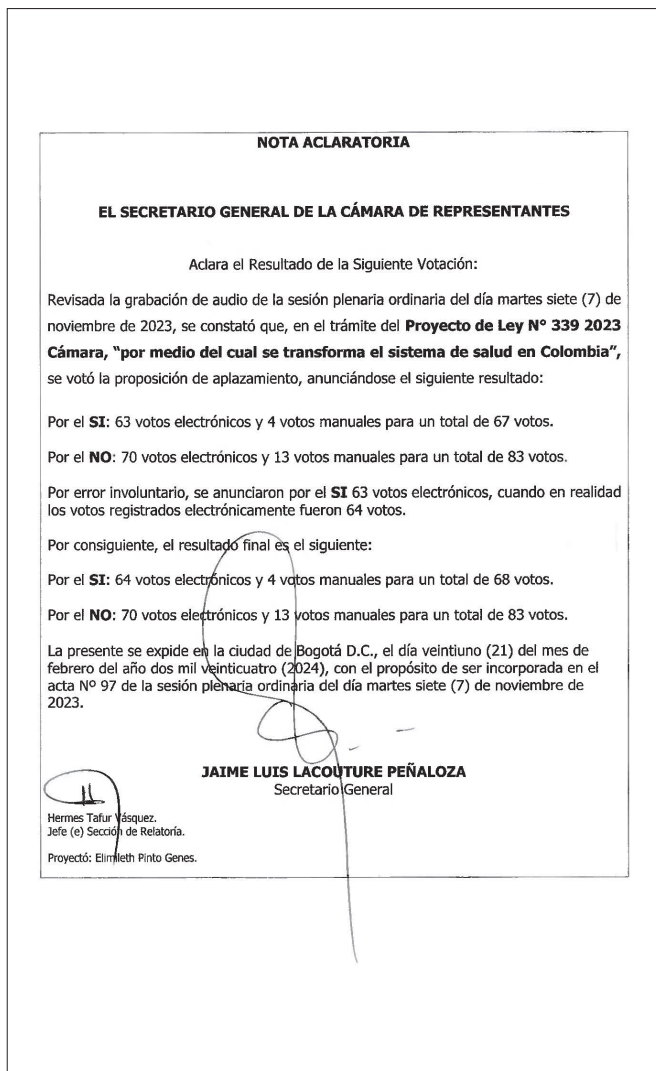 NOTA ACLARATORIA
EL SECRETARIO GENERAL DE LA CÁMARA DE REPRESENTANTES
Aclara el Resultado de la Siguiente Votación:
Revisada la grabación de audio de la sesión plenaria ordinaria del día martes siete (7) de
noviembre de 2023, se constató que, en el trámite del Proyecto de Ley Nº 339 2023
Cámara, “por medio del cual se transforma el sistema de salud en Colombia”,
se votó la proposición de aplazamiento, anunciándose el siguiente resultado:
Por el SI: 63 votos electrónicos y 4 votos manuales para un total de 67 votos.
Por el NO: 70 votos electrónicos y 13 votos manuales para un total de 83 votos.
Por error involuntario, se anunciaron por el SI 63 votos electrónicos, cuando en realidad
los votos registrados electrónicamente fueron 64 votos.
Por consiguiente, el resultado final es el siguiente:
Por el SI: 64 votos electrónicos y 4 votos manuales para un total de 68 votos.
Por el NO: 70 votos electrónicos y 13 votos manuales para un total de 83 votos.
La presente se expide en la ciudad de Bogotá D.C., el día veintiuno (21) del mes de
febrero del año dos mil veinticuatro (2024), con el propósito de ser incorporada en el
acta Nº 97 de la sesión plenaria ordinaria del día martes siete (7) de noviembre de
2023.
JAIME LUIS LACOUTURE PEÑALOZA
Secretario General
Hermes Tafur Vásquez.
Jefe (e) Sección de Relatoría.
Proyectó: Elimileth Pinto Genes.